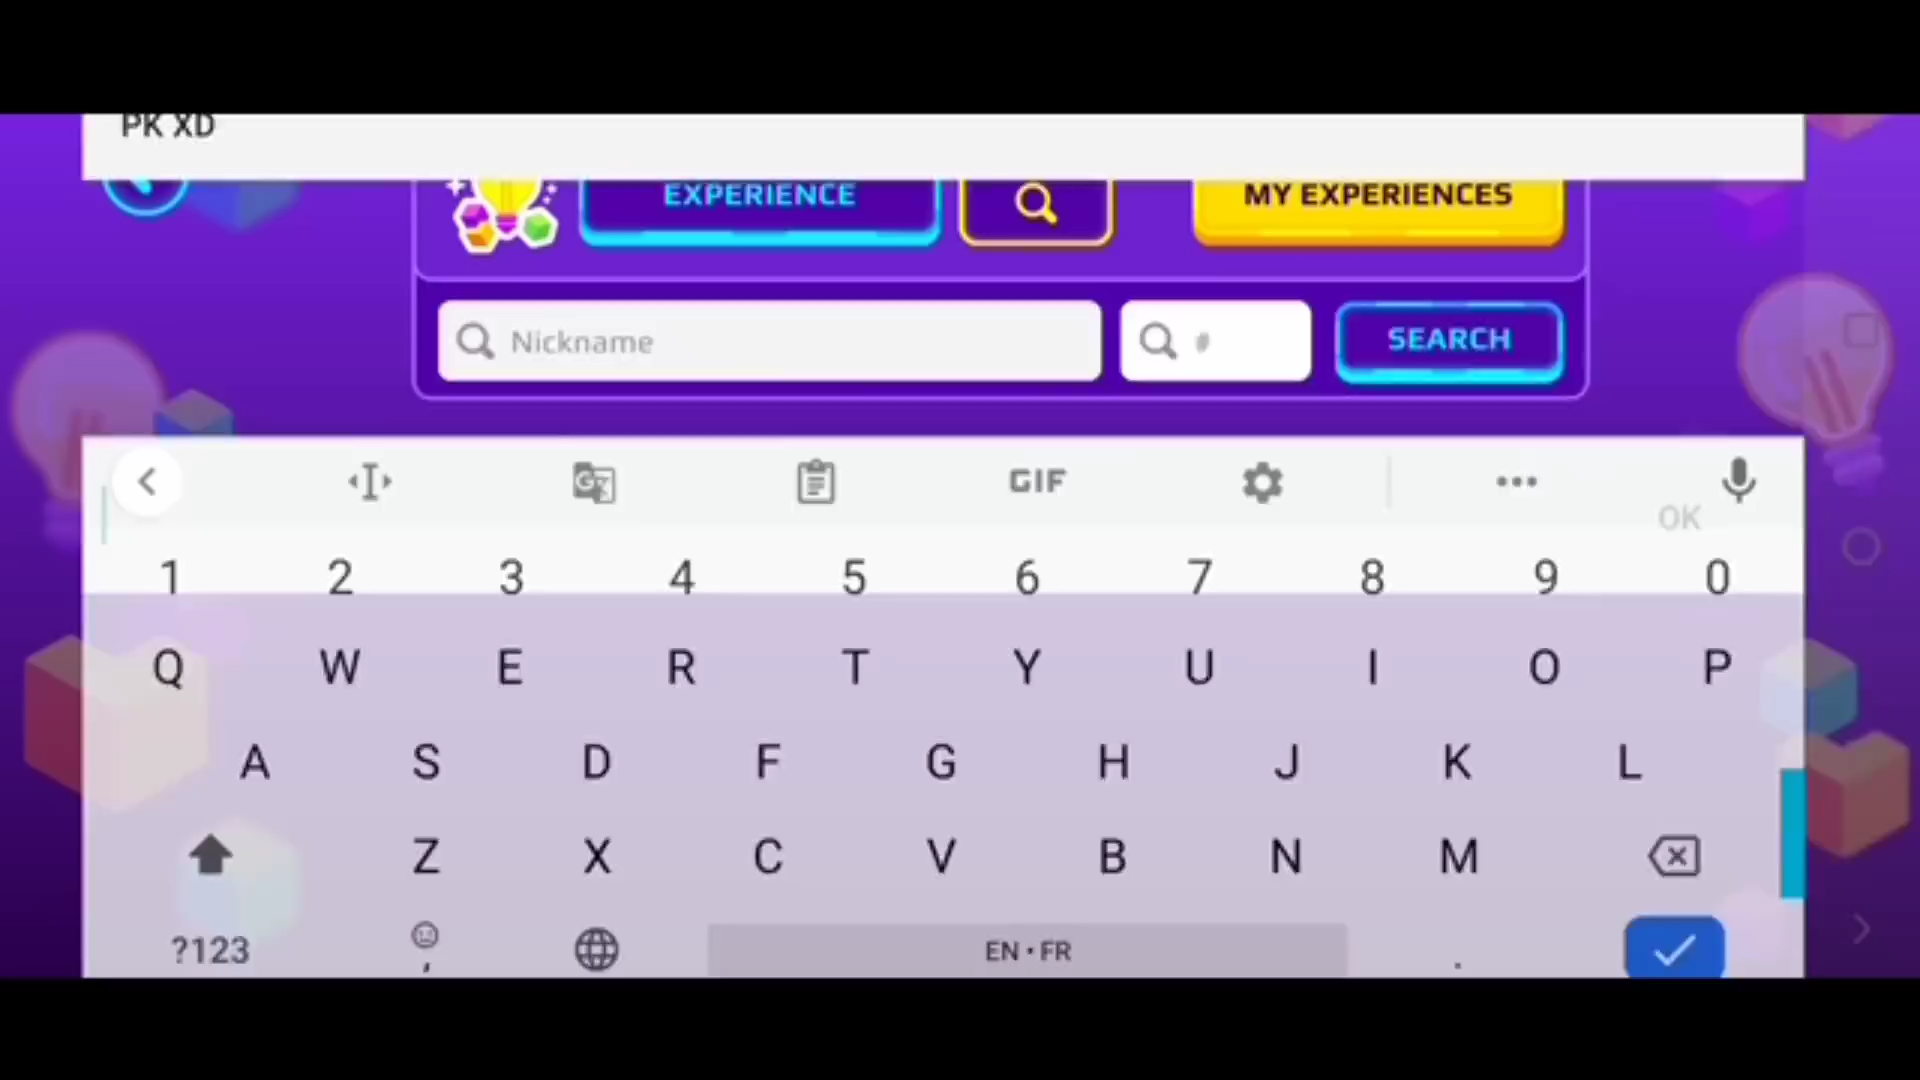 PK XD
EXPERIENCE
MY EXPERIENCES
Nickname
#
SEARCH
GIF
OK
1 2 3 4 5 6 7 8 9 0
Q W E R T Y U I O P
A S D F G H J K L
Z X C V B N M
?123 , EN • FR .